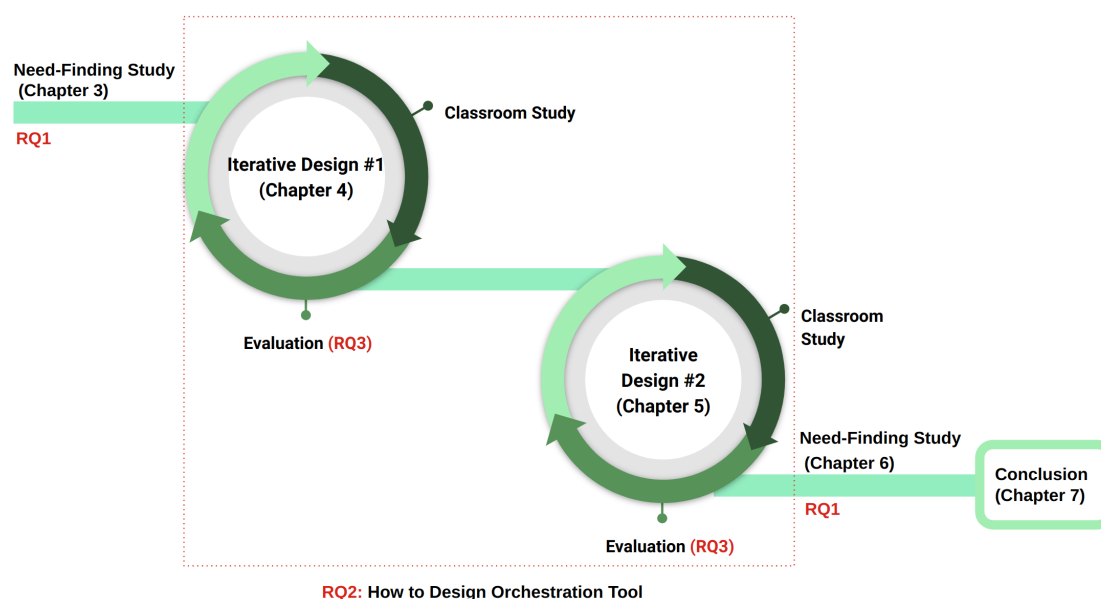 Need-Finding Study
(Chapter 3)
RQ1
Classroom Study
Iterative Design #1
(Chapter 4)
Evaluation (RQ3)
Classroom
Study
Iterative
Design #2
(Chapter 5)
Need-Finding Study
(Chapter 6)
RQ1
Conclusion
(Chapter 7)
Evaluation (RQ3)
RQ2: How to Design Orchestration Tool